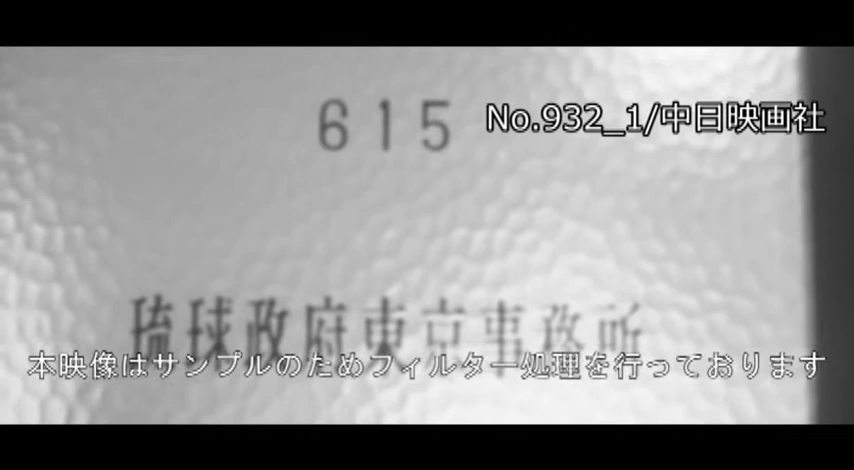 615
No.932_1/中日映画社
琉球政府東京事務所
本映像はサンプルのためフィルター処理を行っております